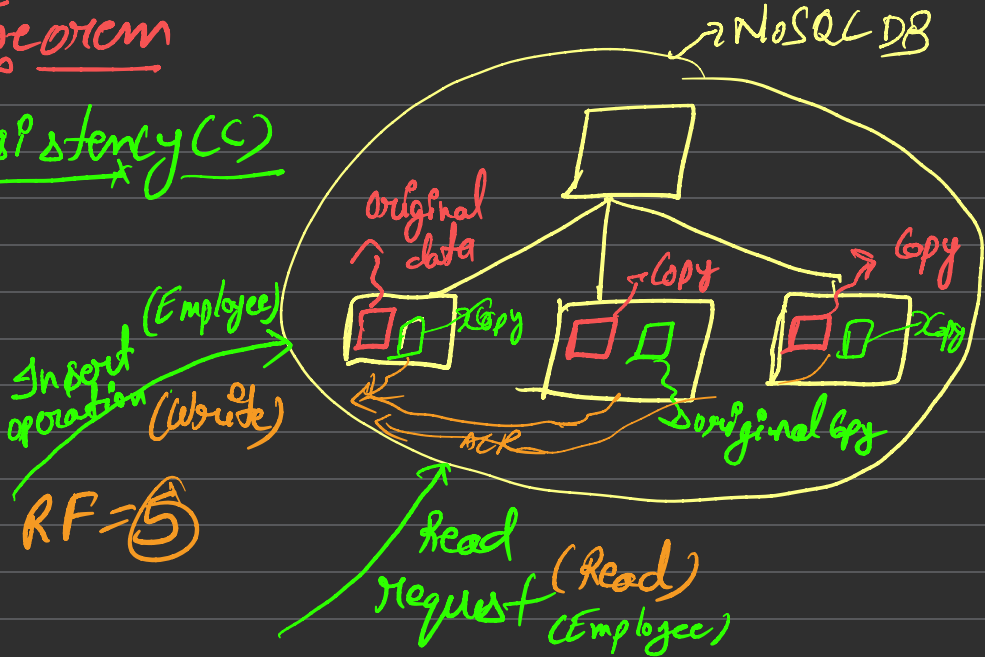 eorem
NoSQL DB
sistency(C)
original
data
Copy
Copy
(Employee)
Copy
Copy
Insert
operation
(Write)
ACK
original Copy
RF=5
Read
request
(Read)
(Employee)